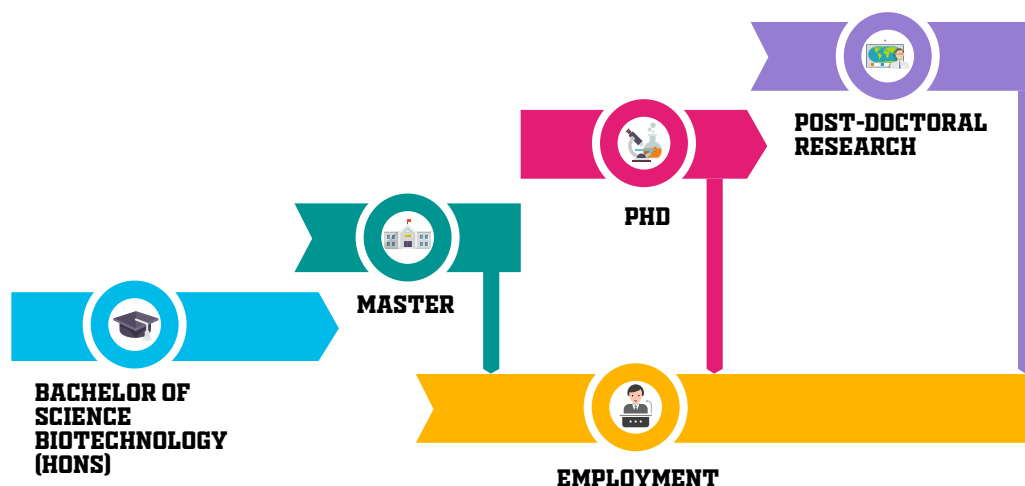 POST-DOCTORAL
RESEARCH
PHD
MASTER
BACHELOR OF
SCIENCE
BIOTECHNOLOGY
(HONS)
EMPLOYMENT